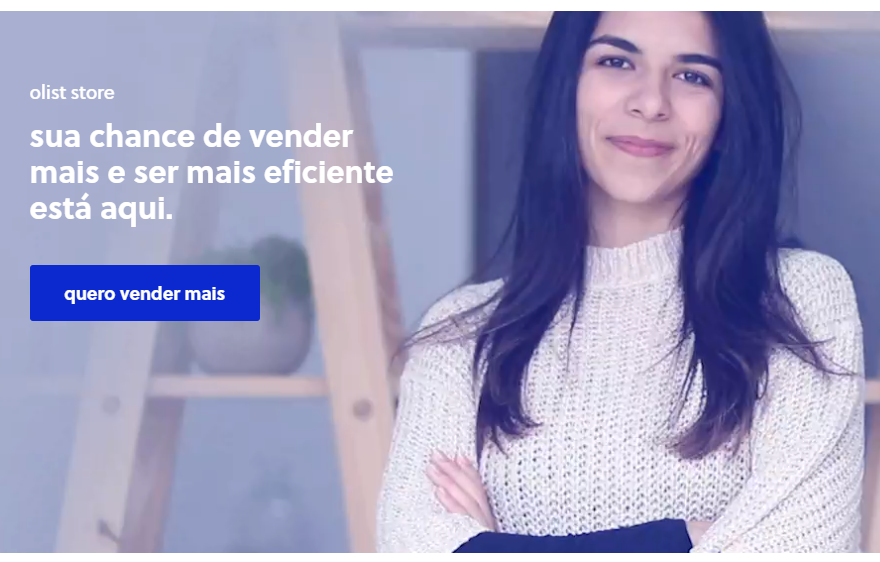 olist store
sua chance de vender
mais e ser mais eficiente
está aqui.
quero vender mais